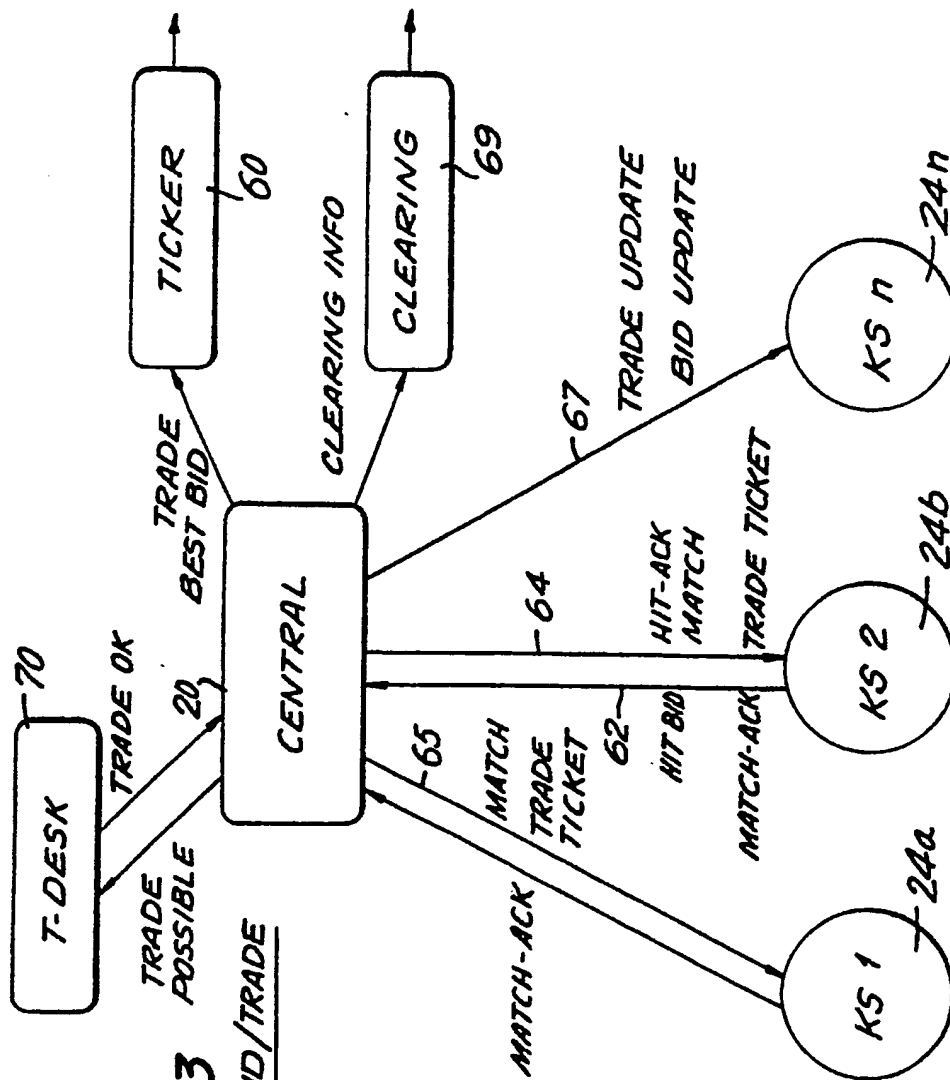 T-DESK
70
TRADE OK
TRADE
POSSIBLE
3
/TRADE
20
CENTRAL
TRADE
BEST BID
TICKER
60
CLEARING INFO
CLEARING
69
65
MATCH
TRADE
TICKET
MATCH-ACK
62
HIT BID
MATCH-ACK
64
HIT-ACK
MATCH
TRADE TICKET
67
TRADE UPDATE
BID UPDATE
KS 1
24a
KS 2
24b
KS n
24n